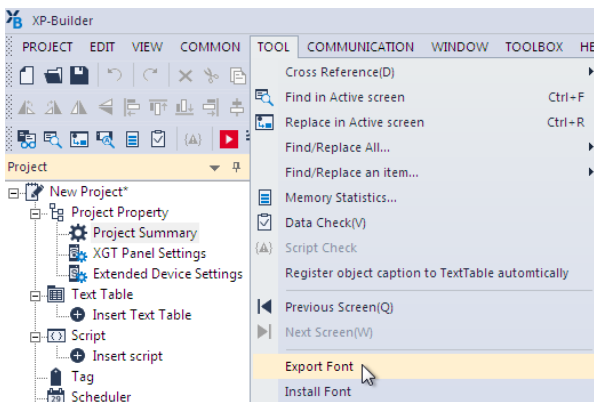 XP-Builder
PROJECT EDIT VIEW COMMON TOOL COMMUNICATION WINDOW TOOLBOX HE
Cross Reference(D)
Find in Active screen Ctrl+F
Replace in Active screen Ctrl+R
Find/Replace All...
Find/Replace an item...
Memory Statistics...
Data Check(V)
(A) Script Check
Register object caption to TextTable automtically
Previous Screen(Q)
Next Screen(W)
Export Font
Install Font
(A)
Project
New Project*
Project Property
Project Summary
XGT Panel Settings
Extended Device Settings
Text Table
Insert Text Table
Script
Insert script
Tag
Scheduler